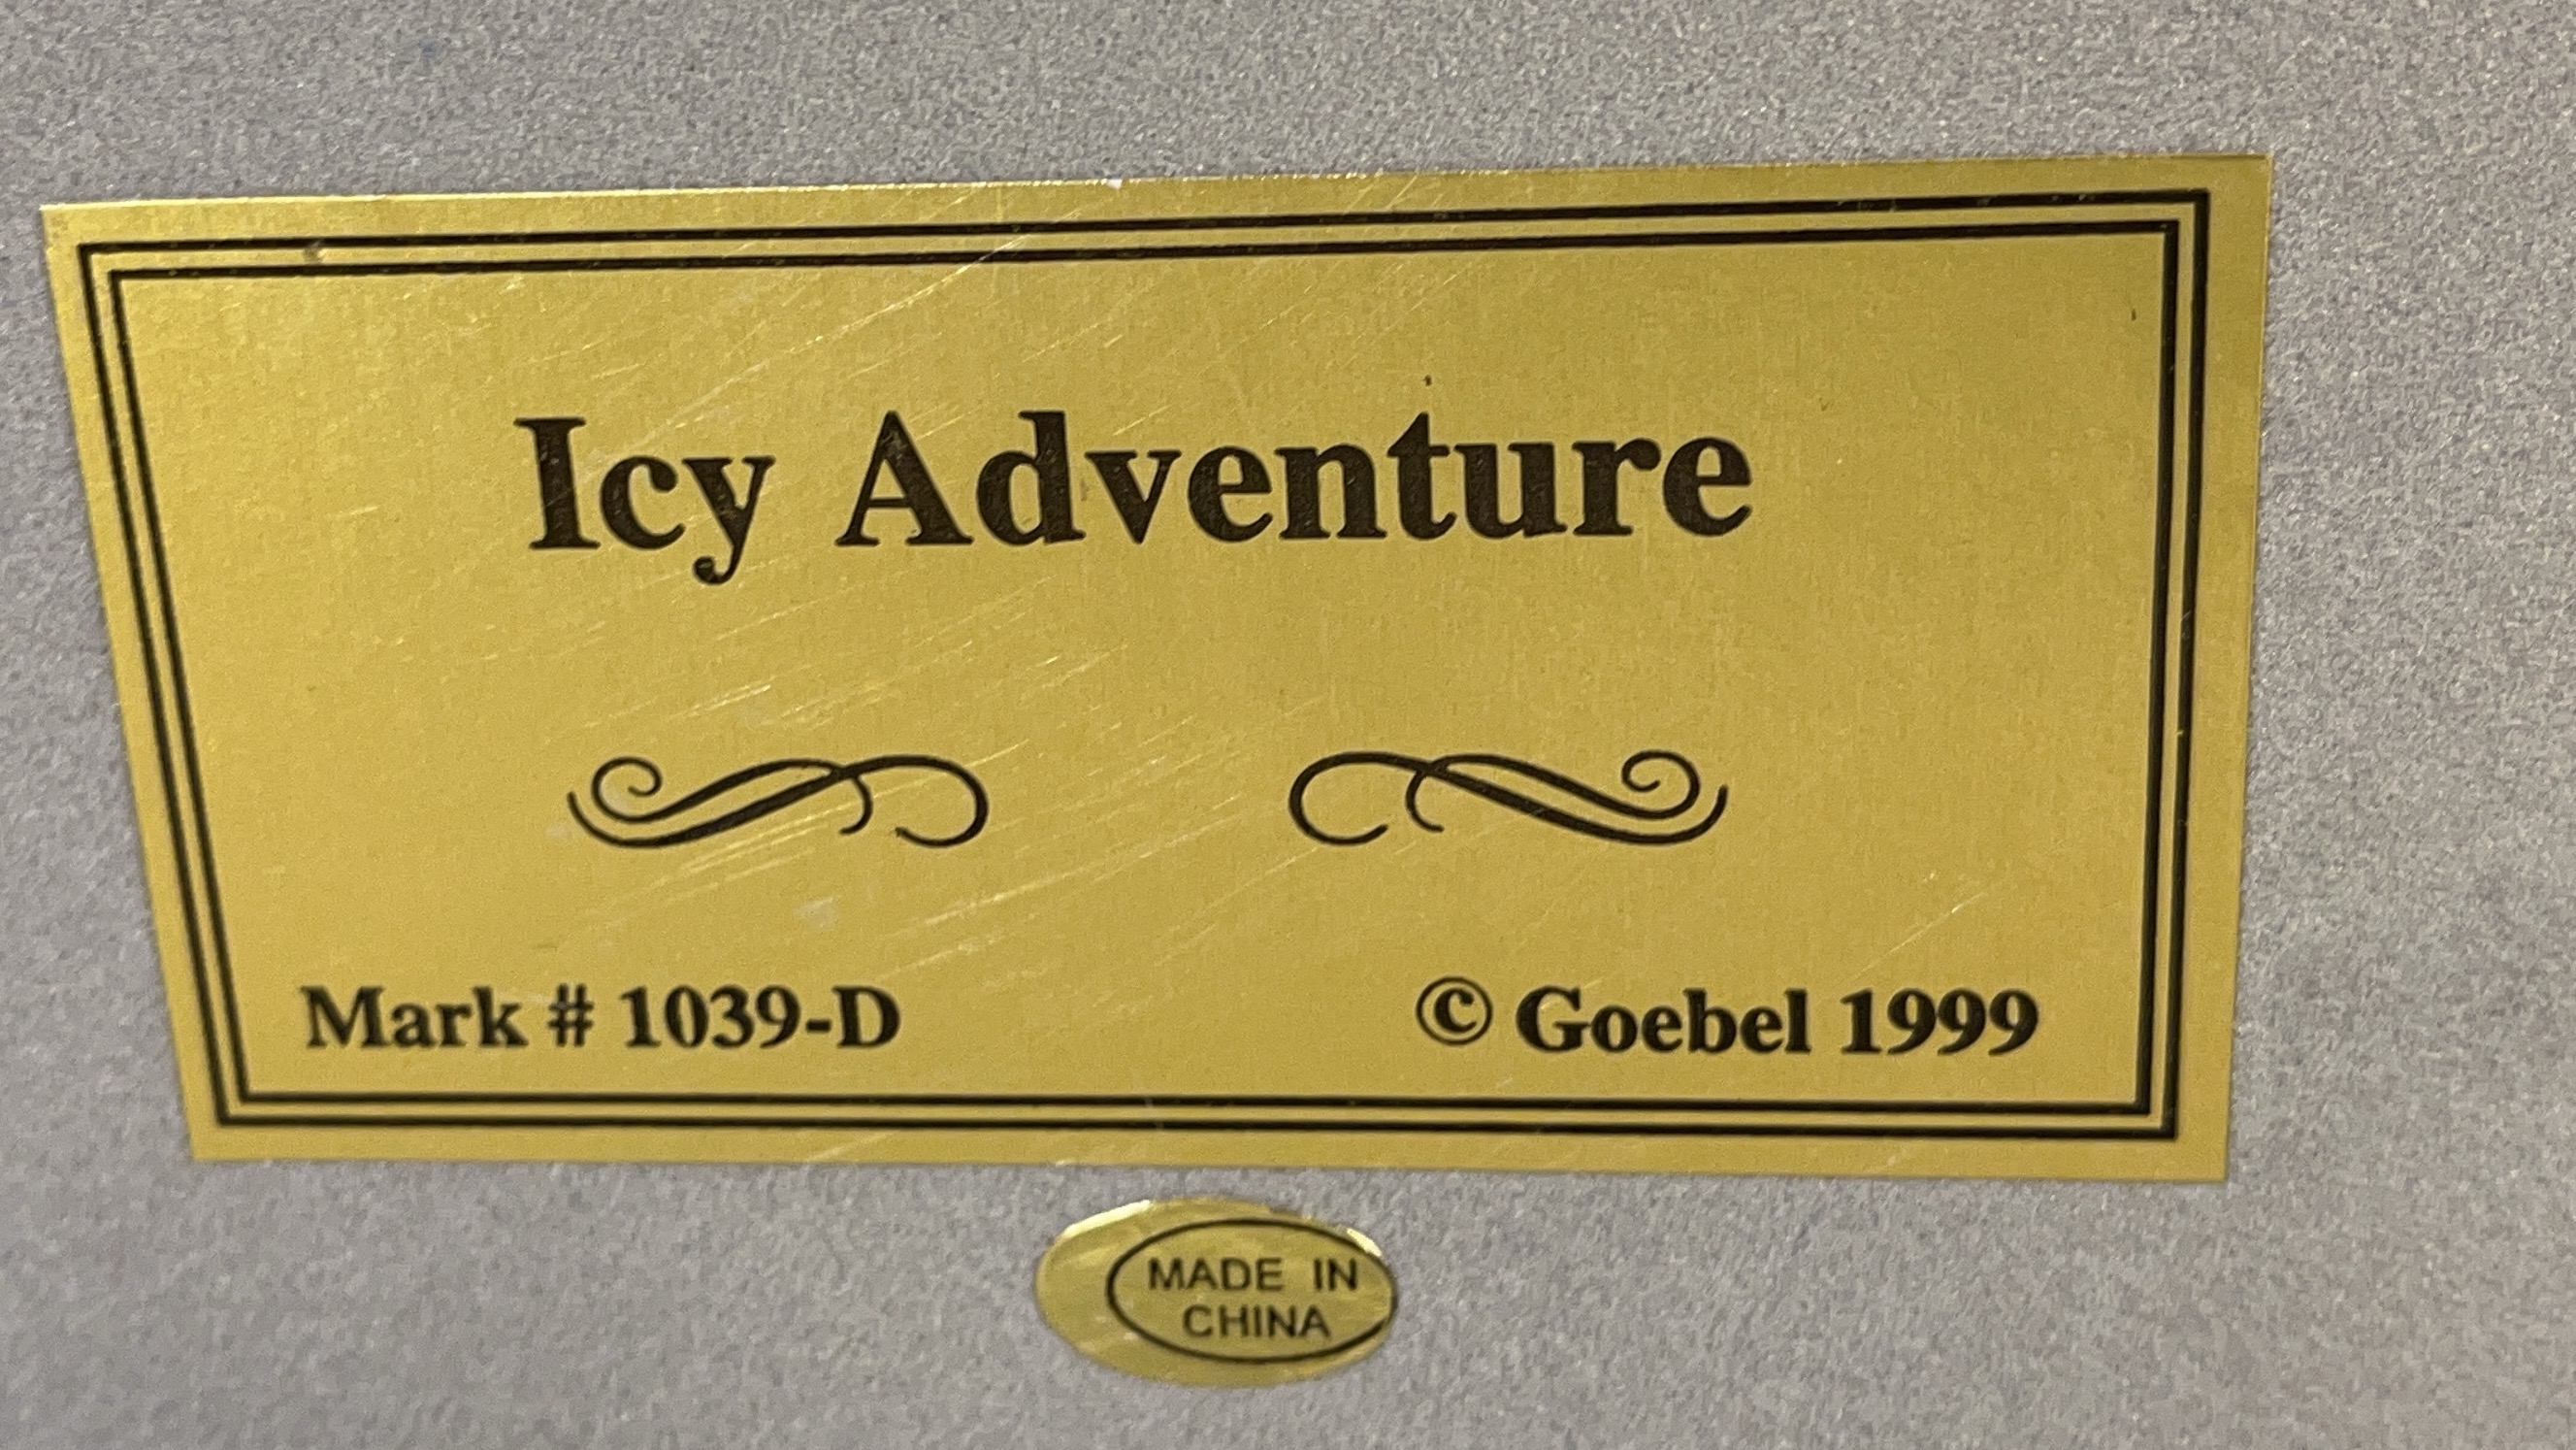 Icy Adventure
Mark # 1039-D
© Goebel 1999
MADE IN
CHINA